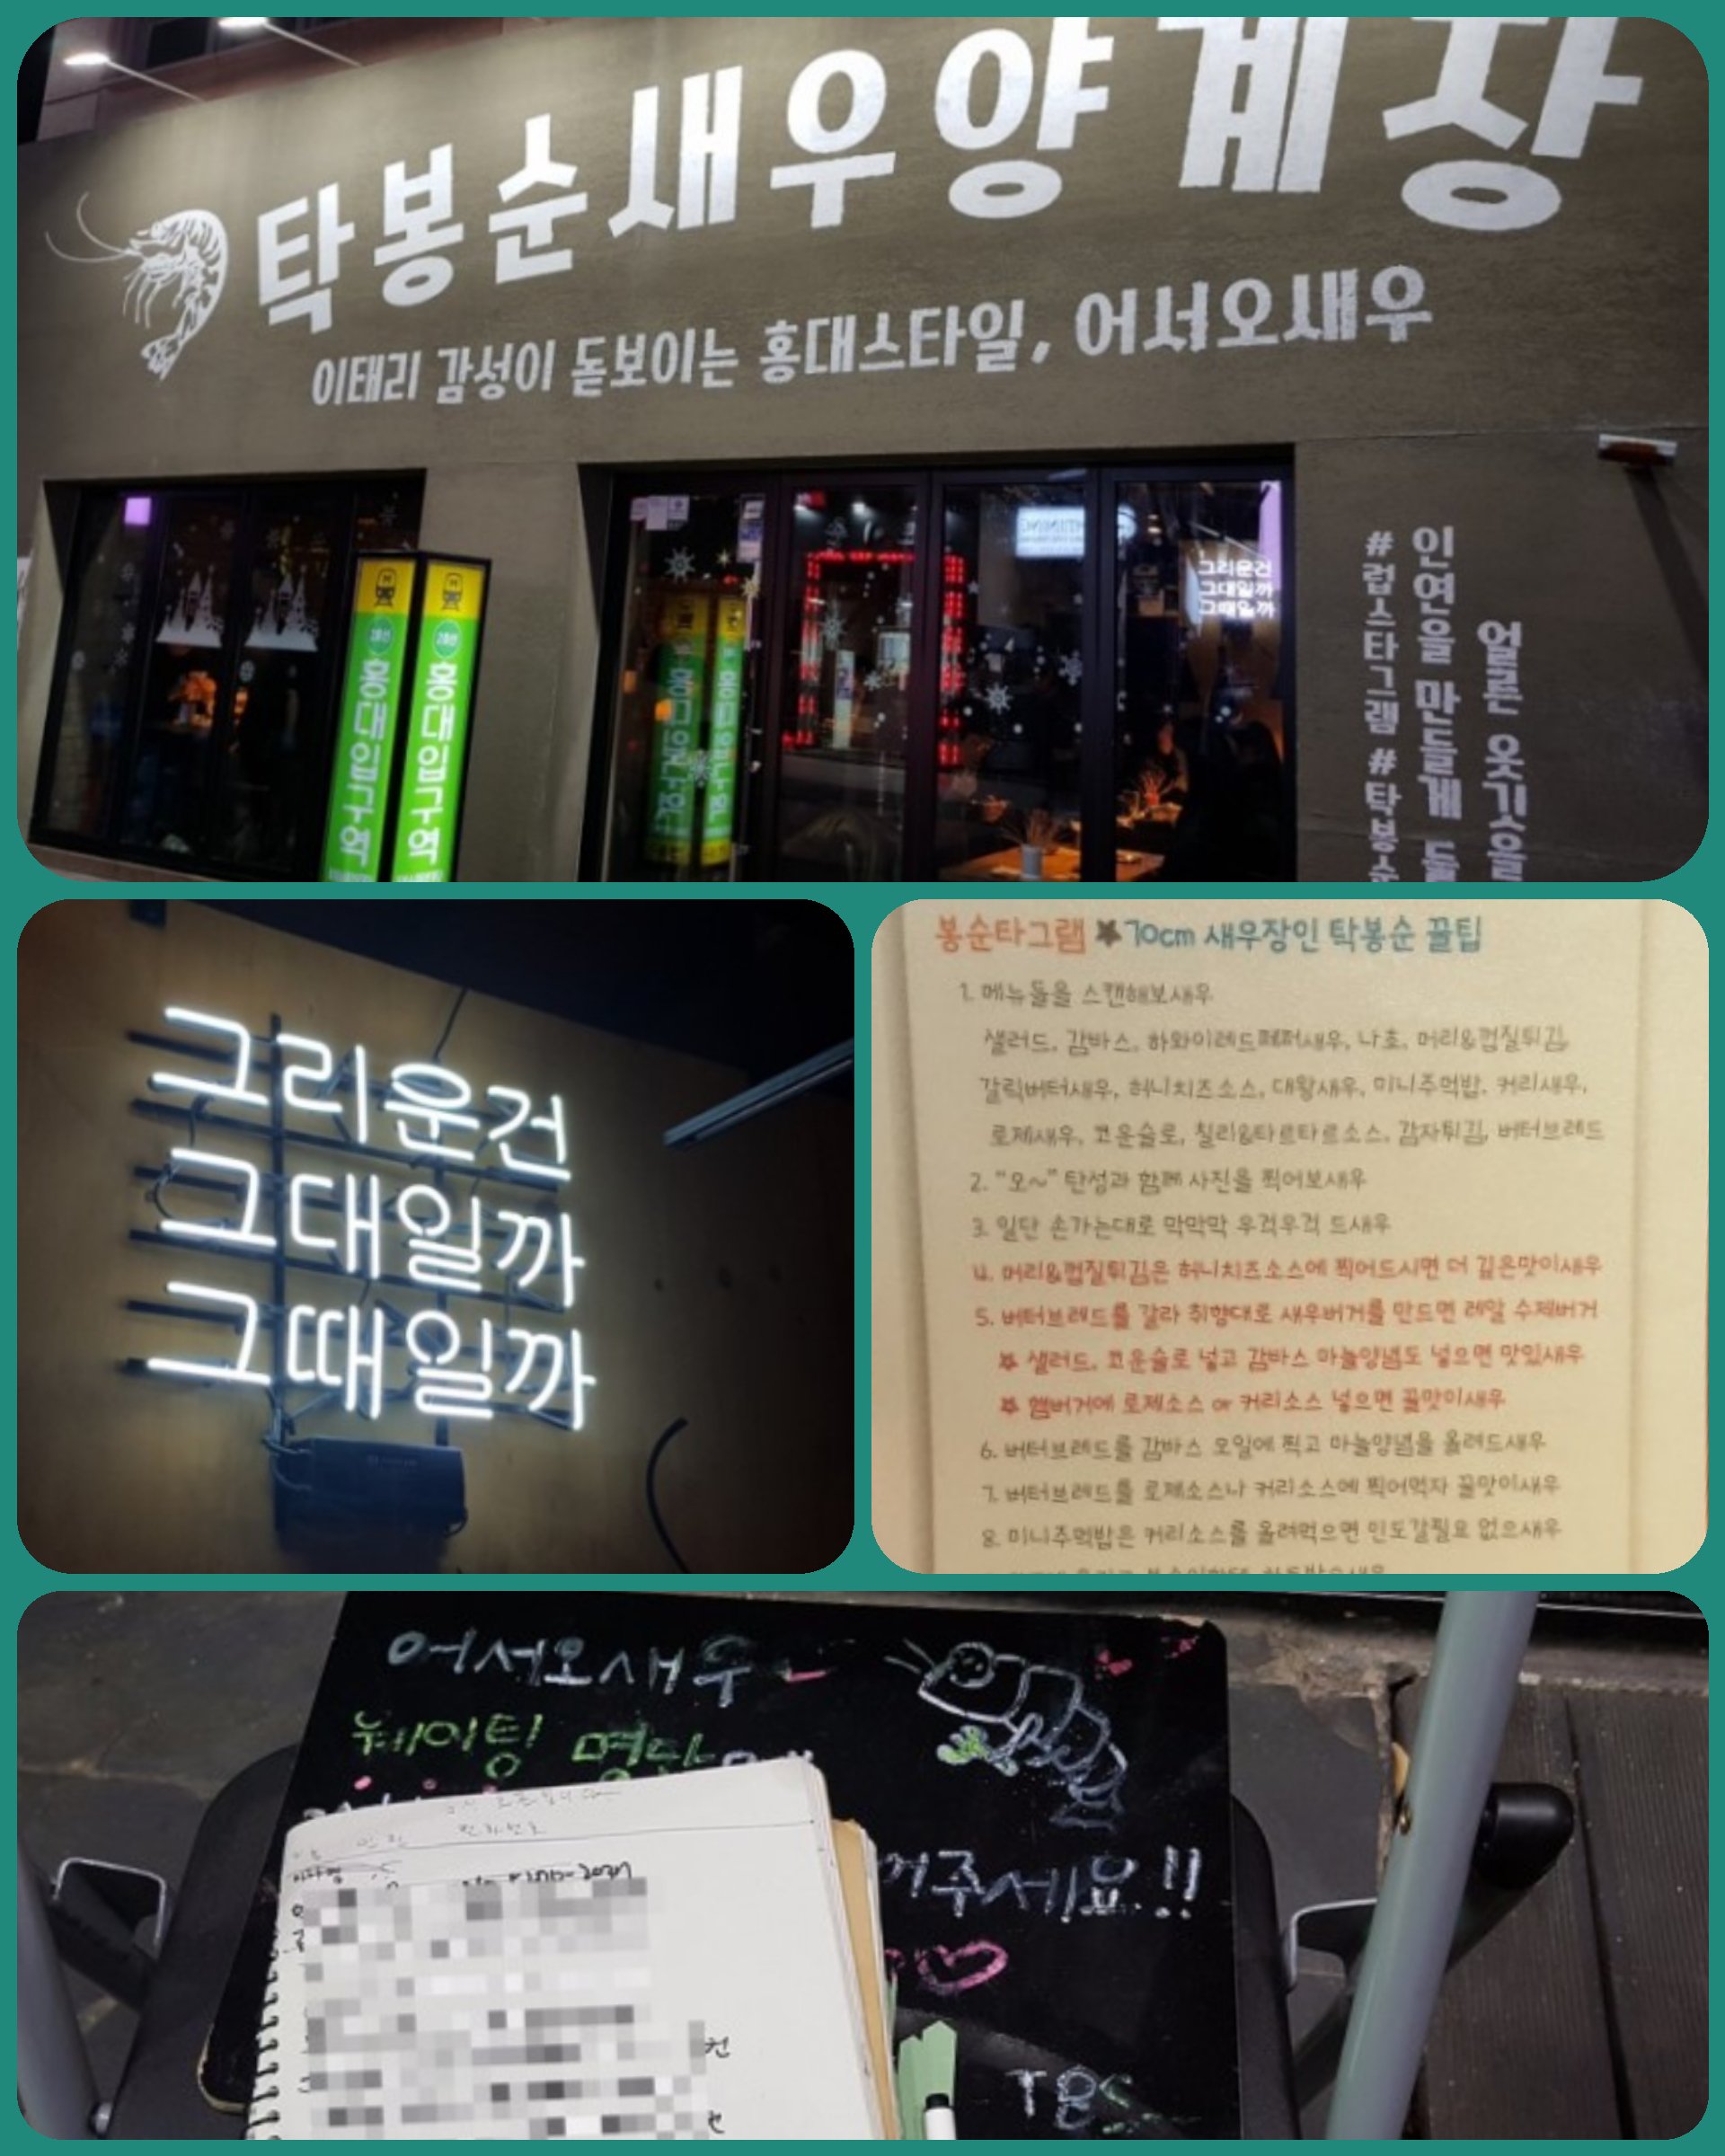 탁봉순새우양계장
이태리 감성이 돋보이는 홍대스타일, 어서오새우
2호선
홍대입구역
2호선
홍대입구역
그리운건
그대일까
그때일까
#럽스타그램 #탁봉순
인연을 만들게 될
얼른 옷깃을
그리운건
그대일까
그때일까
봉순타그램 ★70cm 새우장인 탁봉순 꿀팁
1. 메뉴들을 스캔해보새우
샐러드, 감바스, 하와이레드페퍼새우, 나초, 머리&껍질튀김,
갈릭버터새우, 허니치즈소스, 대왕새우, 미니주먹밥, 커리새우,
로제새우, 코운슬로, 칠리&타르타르소스, 감자튀김, 버터브레드
2. "오~" 탄성과 함께 사진을 찍어보새우
3. 일단 손가는대로 막막막 우걱우걱 드새우
4. 머리&껍질튀김은 허니치즈소스에 찍어드시면 더 깊은맛이새우
5. 버터브레드를 갈라 취향대로 새우버거를 만드면 레알 수제버거
★ 샐러드, 코운슬로 넣고 감바스 마늘양념도 넣으면 맛있새우
★ 햄버거에 로제소스 or 커리소스 넣으면 꿀맛이새우
6. 버터브레드를 감바스 오일에 찍고 마늘양념을 올려드새우
7. 버터브레드를 로제소스나 커리소스에 찍어먹자 꿀맛이새우
8. 미니주먹밥은 커리소스를 올려먹으면 인도갈필요 없으새우
어서오새우
웨이팅 명단
주세요!!
TBS